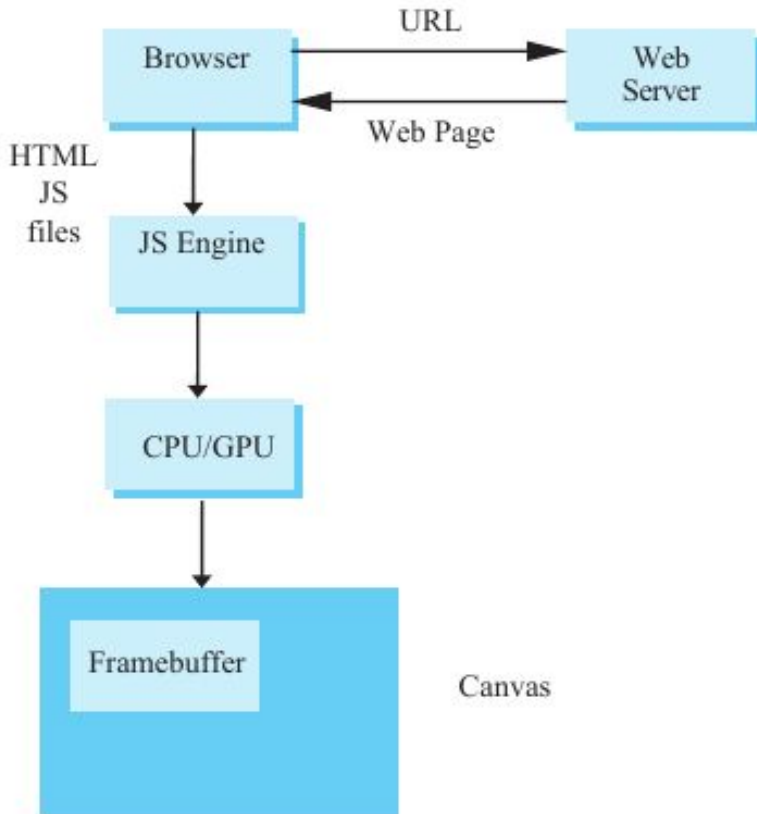 URL
Browser
Web
Server
Web Page
HTML
JS
files
JS Engine
CPU/GPU
Framebuffer
Canvas